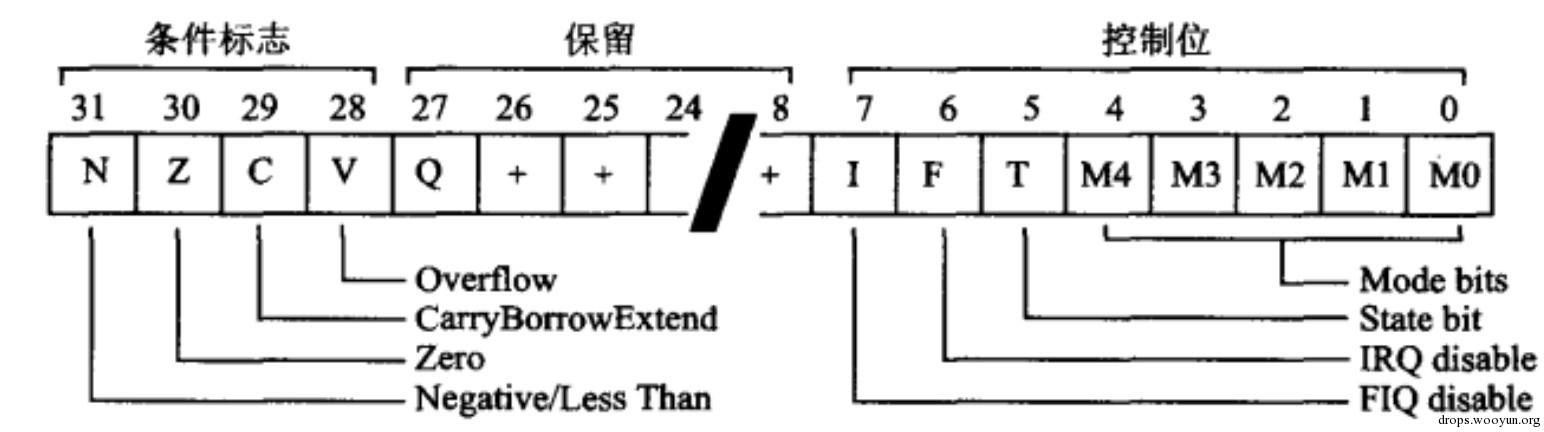 条件标志 保留 控制位
31 30 29 28 27 26 25 24 8 7 6 5 4 3 2 1 0
N Z C V Q + + + I F T M4 M3 M2 M1 M0
Overflow Mode bits
CarryBorrowExtend State bit
Zero IRQ disable
Negative/Less Than FIQ disable
drops.wooyun.org